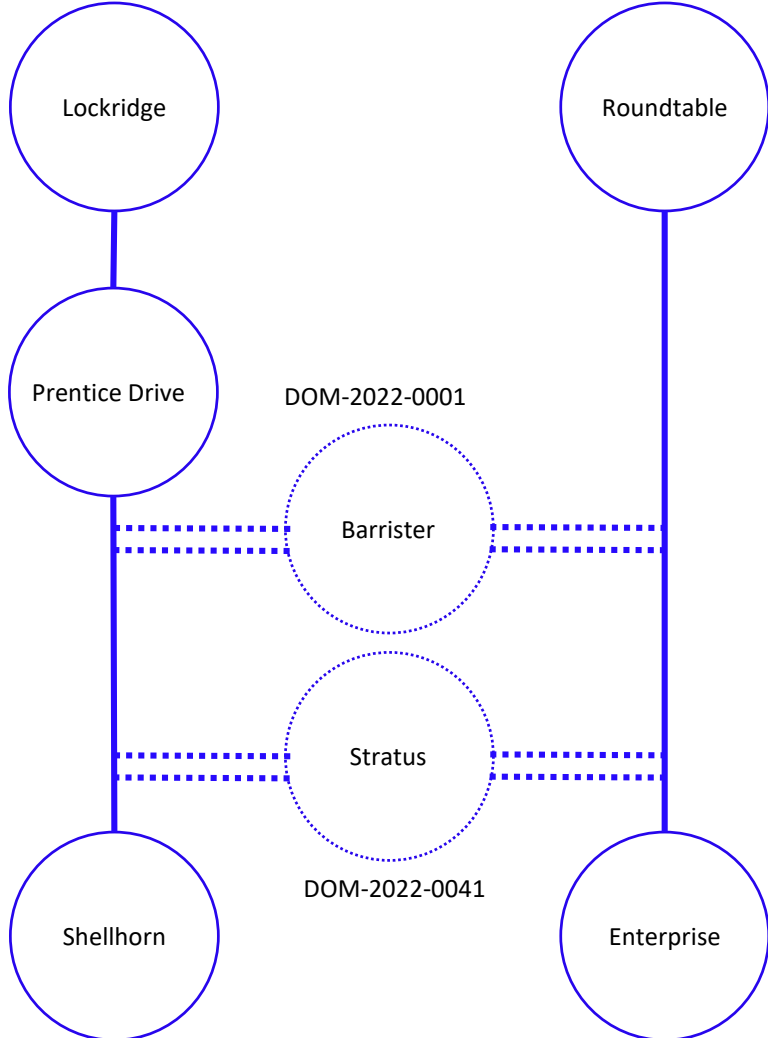 Lockridge
Roundtable
Prentice Drive
DOM-2022-0001
Barrister
Stratus
DOM-2022-0041
Shellhorn
Enterprise